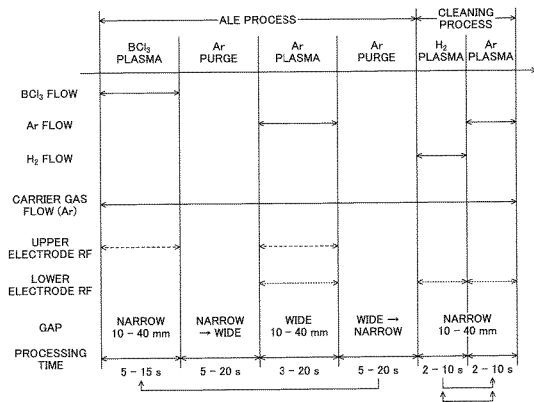 ALE PROCESS
CLEANING
PROCESS
BCl₃
PLASMA
Ar
PURGE
Ar
PLASMA
Ar
PURGE
H₂
PLASMA
Ar
PLASMA
BCl₃ FLOW
Ar FLOW
H₂ FLOW
CARRIER GAS
FLOW (Ar)
UPPER
ELECTRODE RF
LOWER
ELECTRODE RF
GAP
NARROW
10 – 40 mm
NARROW
→ WIDE
WIDE
10 – 40 mm
WIDE →
NARROW
NARROW
10 – 40 mm
PROCESSING
TIME
5 – 15 s
5 – 20 s
3 – 20 s
5 – 20 s
2 – 10 s
2 – 10 s